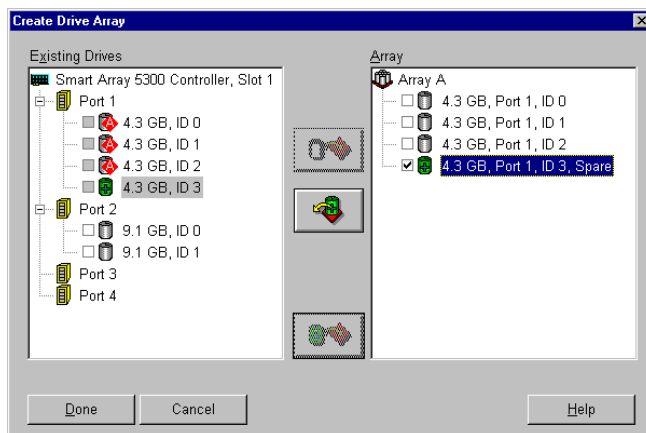 Create Drive Array
Existing Drives
Smart Array 5300 Controller, Slot 1
Port 1
A 4.3 GB, ID 0
A 4.3 GB, ID 1
A 4.3 GB, ID 2
4.3 GB, ID 3
Port 2
9.1 GB, ID 0
9.1 GB, ID 1
Port 3
Port 4
Array
Array A
4.3 GB, Port 1, ID 0
4.3 GB, Port 1, ID 1
4.3 GB, Port 1, ID 2
4.3 GB, Port 1, ID 3, Spare
Done
Cancel
Help